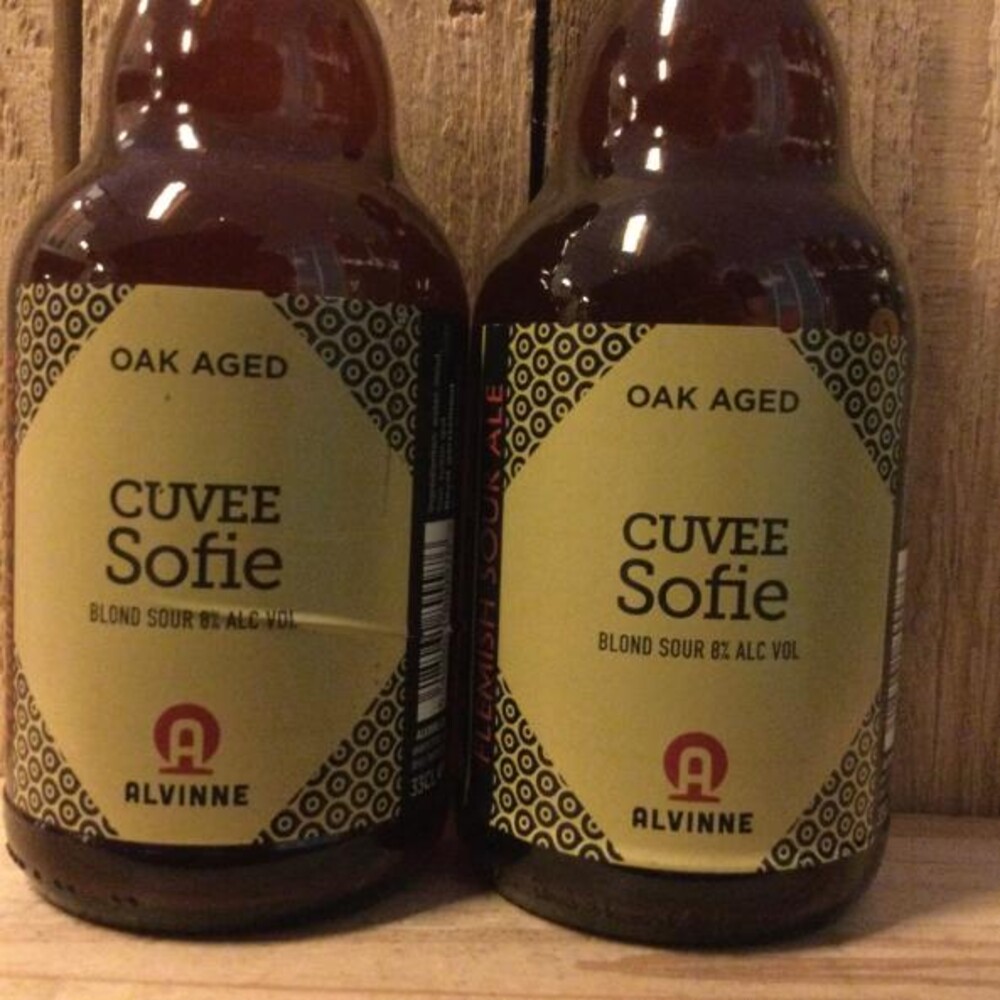 OAK AGED
CUVEE
Sofie
BLOND SOUR 8% ALC VOL
A
ALVINNE
33CL
FLEMISH SOUR ALE
OAK AGED
CUVEE
Sofie
BLOND SOUR 8% ALC VOL
A
ALVINNE